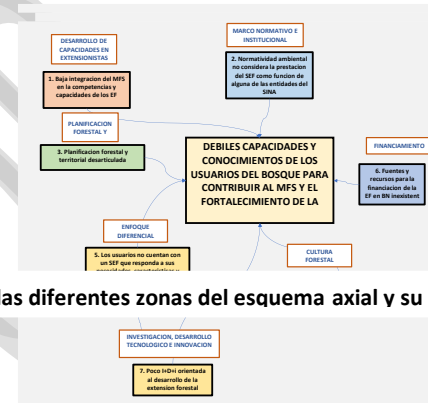 DESARROLLO DE
CAPACIDADES EN
EXTENSIONISTAS
1. Baja integracion del MFS
en la competencias y
capacidades de los EF
MARCO NORMATIVO E
INSTITUCIONAL
2. Normatividad ambiental
no considera la prestacion
del SEF como funcion de
alguna de las entidades del
SINA
PLANIFICACION
FORESTAL Y
3. Planificacion forestal y
territorial desarticulada
DEBILES CAPACIDADES Y
CONOCIMIENTOS DE LOS
USUARIOS DEL BOSQUE PARA
CONTRIBUIR AL MFS Y EL
FORTALECIMIENTO DE LA
FINANCIAMIENTO
6. Fuentes y
recursos para la
financiacion de la
EF en BN inexistent
ENFOQUE
DIFERENCIAL
5. Los usuarios no cuentan con
un SEF que responda a sus
necesidades, caracteristicas y
CULTURA
FORESTAL
las diferentes zonas del esquema axial y su
INVESTIGACION, DESARROLLO
TECNOLOGICO E INNOVACION
7. Poco I+D+i orientada
al desarrollo de la
extension forestal